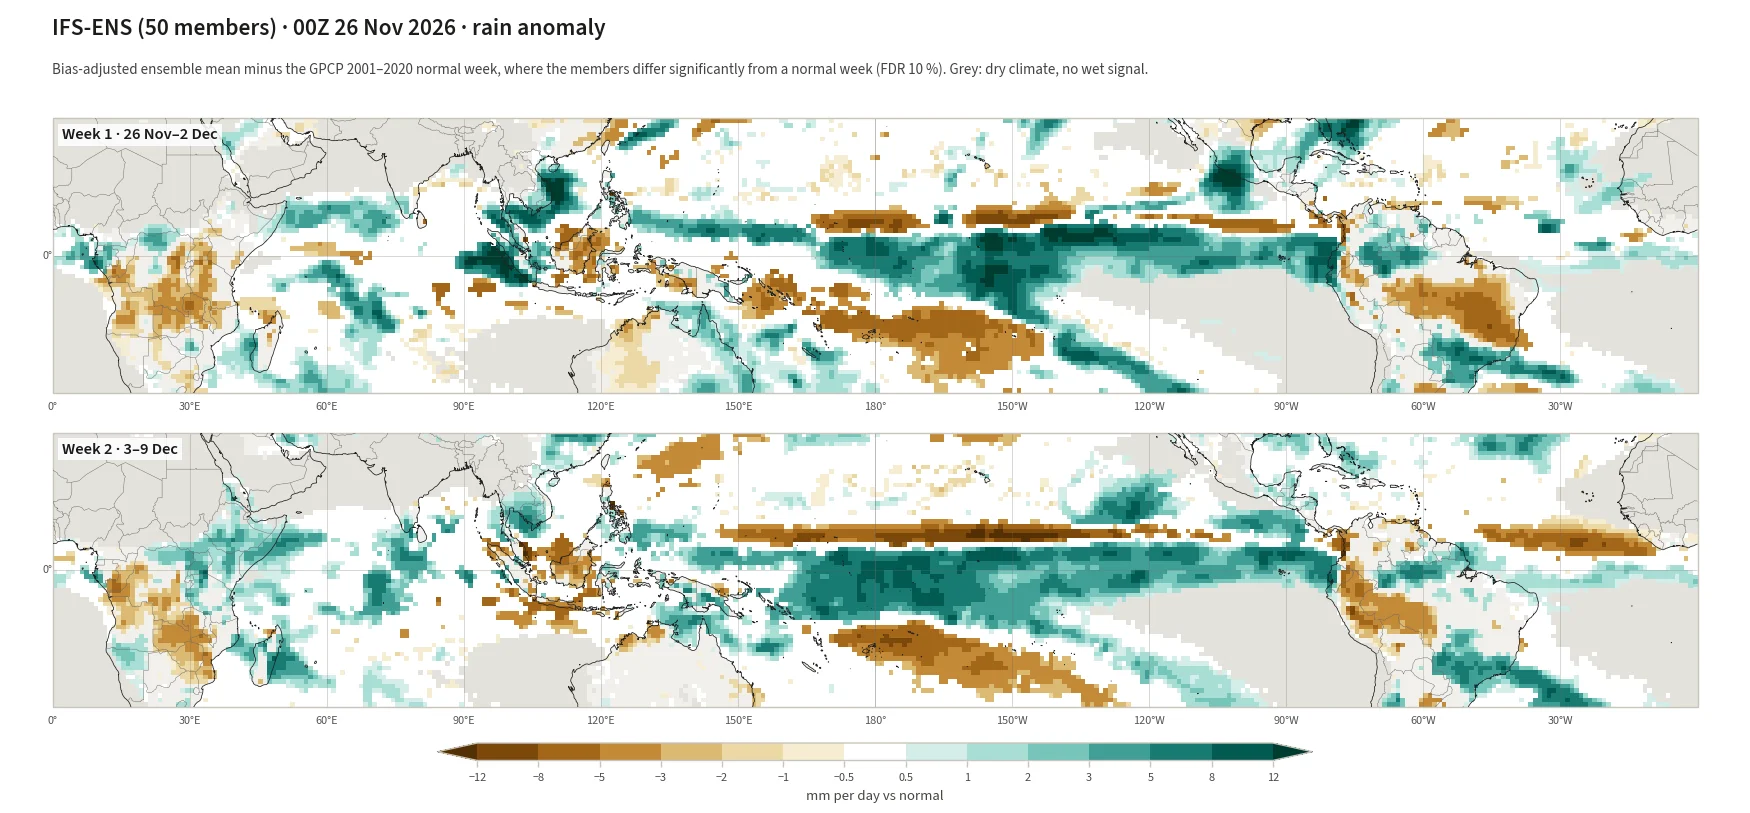 IFS-ENS (50 members) · 00Z 26 Nov 2026 · rain anomaly
Bias-adjusted ensemble mean minus the GPCP 2001–2020 normal week, where the members differ significantly from a normal week (FDR 10 %). Grey: dry climate, no wet signal.
Week 1 · 26 Nov–2 Dec
0°
0° 30°E 60°E 90°E 120°E 150°E 180° 150°W 120°W 90°W 60°W 30°W
Week 2 · 3–9 Dec
0°
0° 30°E 60°E 90°E 120°E 150°E 180° 150°W 120°W 90°W 60°W 30°W
−12 −8 −5 −3 −2 −1 −0.5 0.5 1 2 3 5 8 12
mm per day vs normal